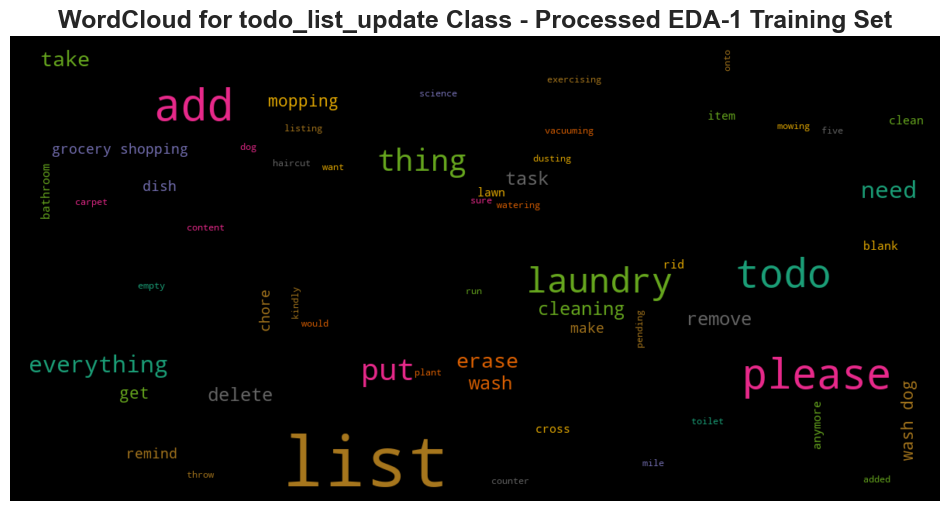 WordCloud for todo_list_update Class - Processed EDA-1 Training Set
take
onto
exercising
add
mopping
science
item
mowing
five
clean
listing
vacuuming
grocery shopping
dog
thing
haircut
want
dusting
task
bathroom
dish
lawn
need
carpet
sure
watering
content
blank
rid
laundry
todo
empty
run
chore
kindly
cleaning
would
make
pending
remove
everything
put
plant
erase
wash
please
get
delete
wash dog
anymore
cross
toilet
list
remind
mile
throw
counter
added